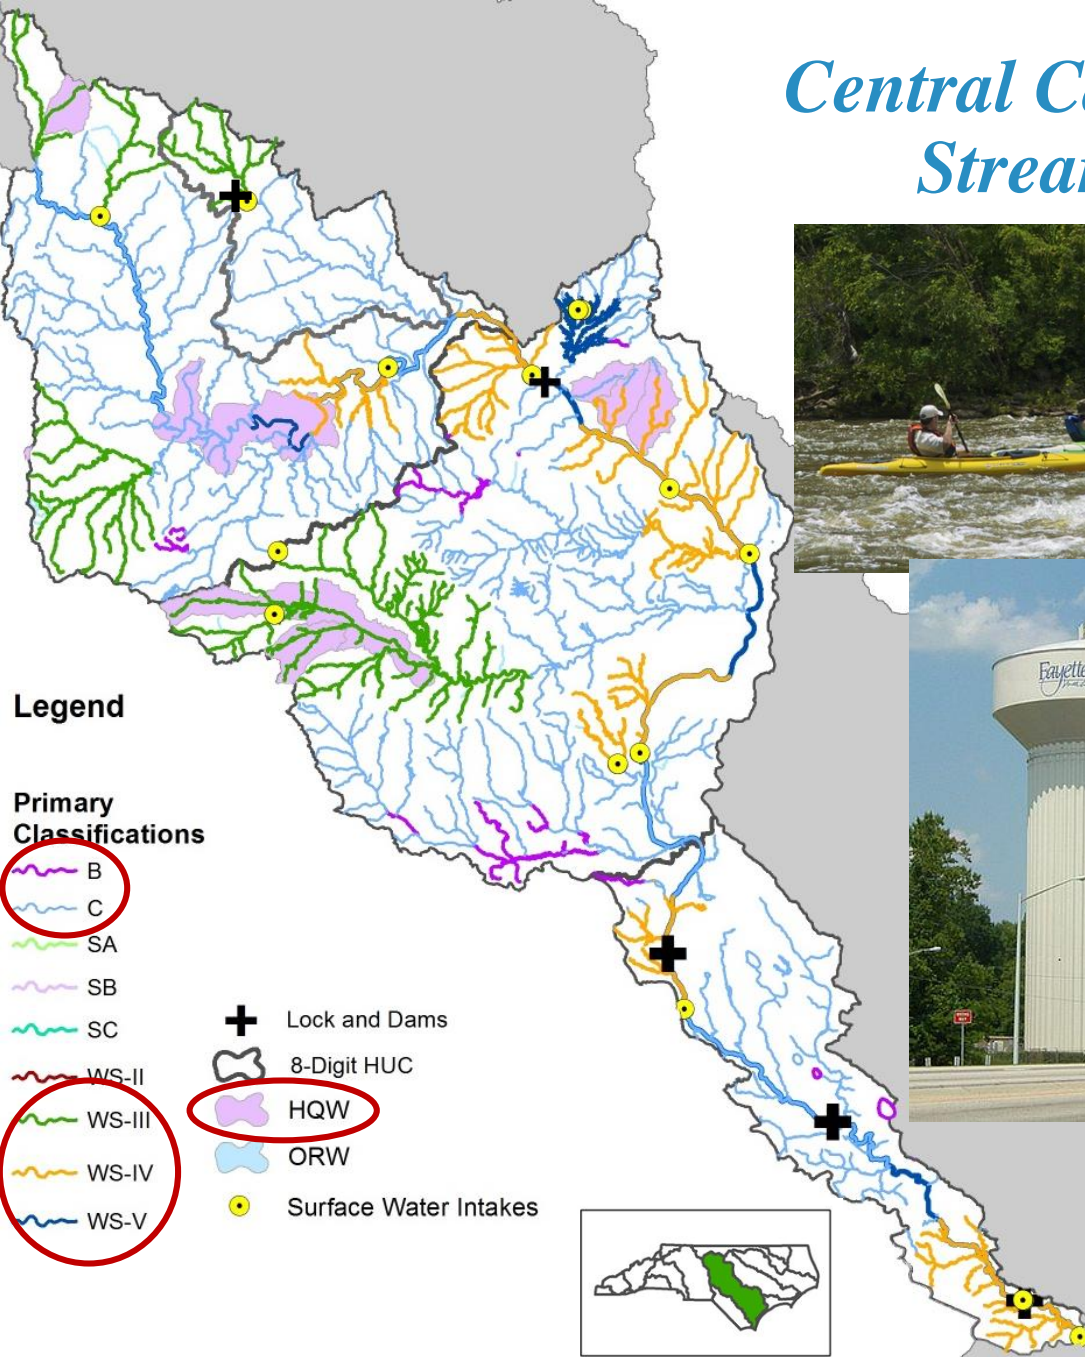 Central
Legend
Primary
Classifications
B
C
SA
SB
SC
WS-II
WS-III
WS-IV
WS-V
Lock and Dams
8-Digit HUC
HQW
ORW
Surface Water Intakes